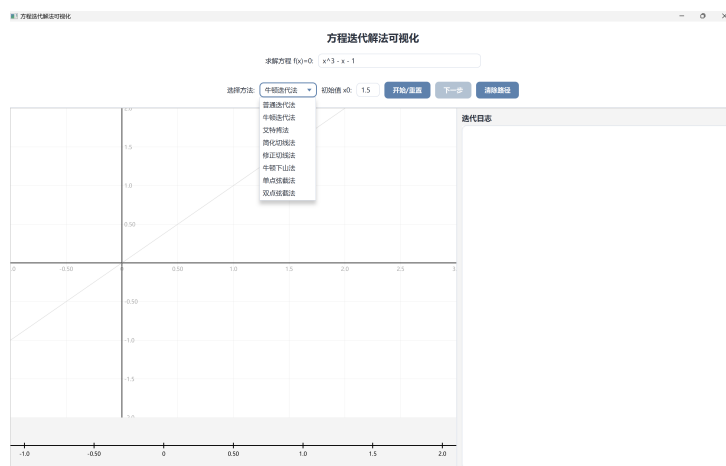 方程迭代解法可视化
方程迭代解法可视化
求解方程 f(x)=0: x^3 - x - 1
选择方法: 牛顿迭代法 初始值 x0: 1.5 开始/重置 下一步 清除路径
普通迭代法
牛顿迭代法
艾特肯法
简化切线法
修正切线法
牛顿下山法
单点弦截法
双点弦截法
迭代日志
2.0
1.5
1.0
0.50
.0 -0.50 0 0.50 1.0 1.5 2.0 2.5 3.
-0.50
-1.0
-1.5
-2.0
-1.0 -0.50 0 0.50 1.0 1.5 2.0